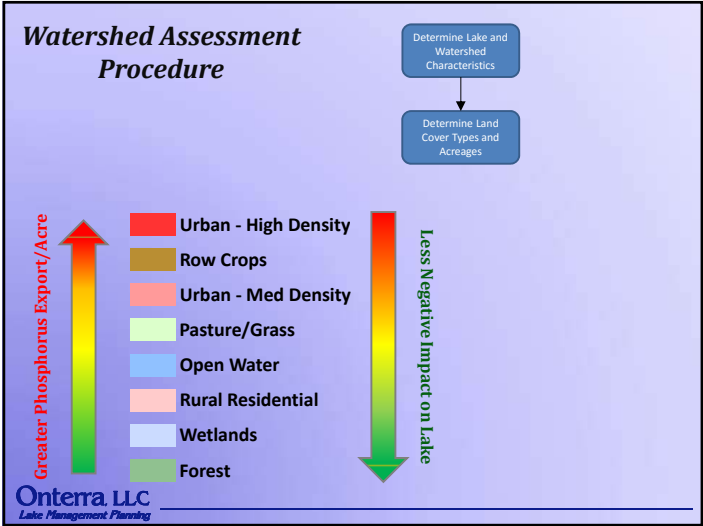 Watershed Assessment
Procedure
Determine Lake and
Watershed
Characteristics
Determine Land
Cover Types and
Acreages
Greater Phosphorus Export/Acre
Urban - High Density
Row Crops
Urban - Med Density
Pasture/Grass
Open Water
Rural Residential
Wetlands
Forest
Less Negative Impact on Lake
Onterra, LLC
Lake Management Planning